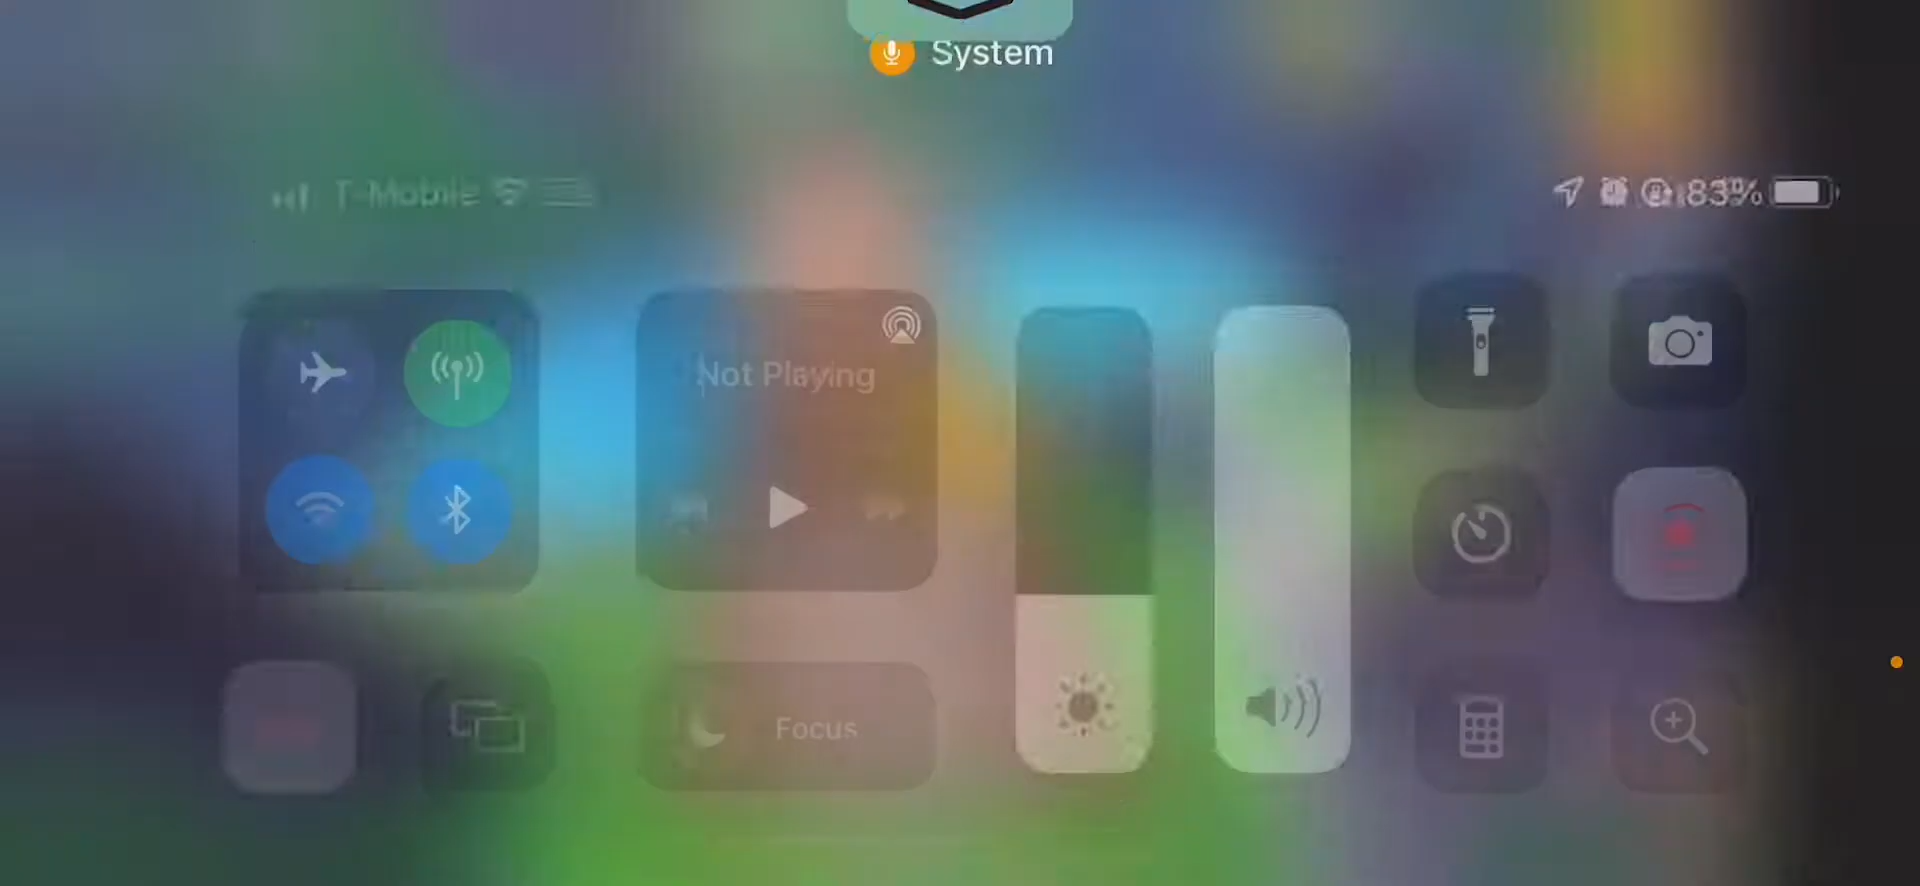 System
T-Mobile
83%
Not Playing
Focus